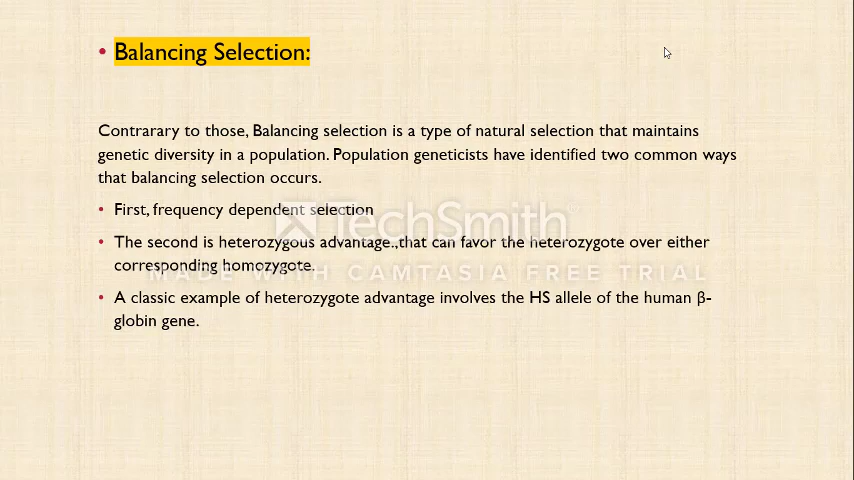 • Balancing Selection:
Contrarary to those, Balancing selection is a type of natural selection that maintains
genetic diversity in a population. Population geneticists have identified two common ways
that balancing selection occurs.
• First, frequency dependent selection
TechSmith®
• The second is heterozygous advantage.,that can favor the heterozygote over either
corresponding homozygote.
MADE WITH CAMTASIA FREE TRIAL
• A classic example of heterozygote advantage involves the HS allele of the human β-
globin gene.